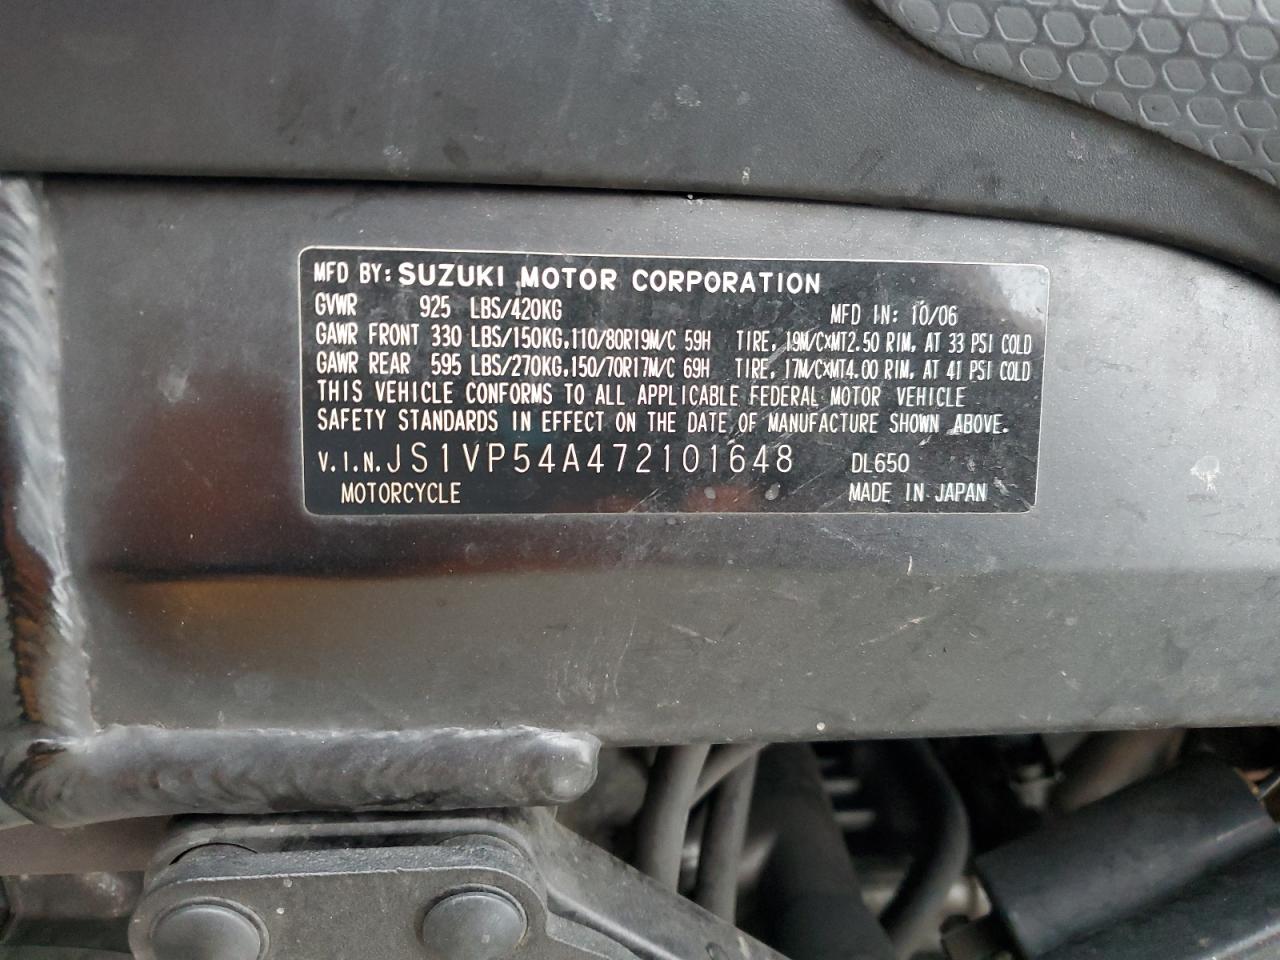 MFD BY: SUZUKI MOTOR CORPORATION
GVWR 925 LBS/420KG MFD IN: 10/06
GAWR FRONT 330 LBS/150KG,110/80R19M/C 59H TIRE, 19M/C×MT2.50 RIM, AT 33 PSI COLD
GAWR REAR 595 LBS/270KG,150/70R17M/C 69H TIRE, 17M/C×MT4.00 RIM, AT 41 PSI COLD
THIS VEHICLE CONFORMS TO ALL APPLICABLE FEDERAL MOTOR VEHICLE
SAFETY STANDARDS IN EFFECT ON THE DATE OF MANUFACTURE SHOWN ABOVE.
V.I.N. JS1VP54A472101648 DL650
MOTORCYCLE MADE IN JAPAN